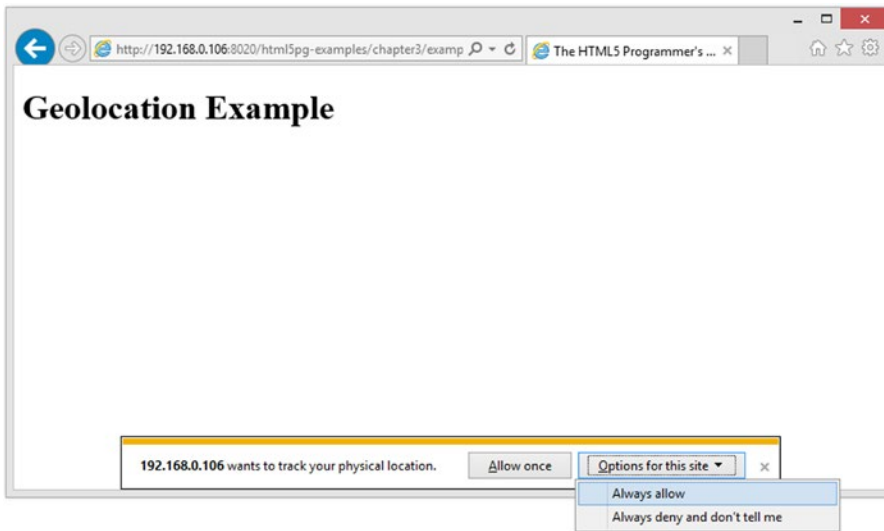 http://192.168.0.106:8020/html5pg-examples/chapter3/examp
The HTML5 Programmer's ...
Geolocation Example
192.168.0.106 wants to track your physical location.
Allow once
Options for this site
Always allow
Always deny and don't tell me